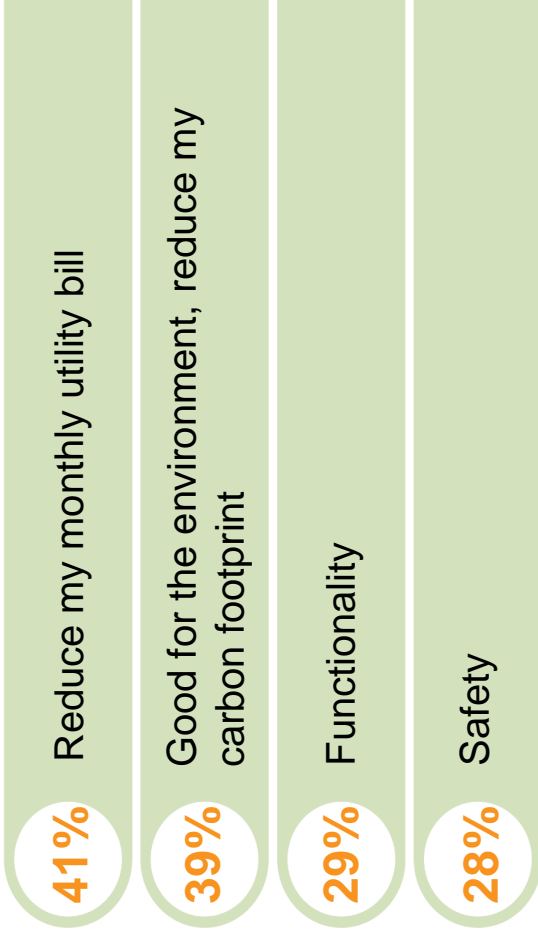 41%
Reduce my monthly utility bill
39%
Good for the environment, reduce my
carbon footprint
29%
Functionality
28%
Safety